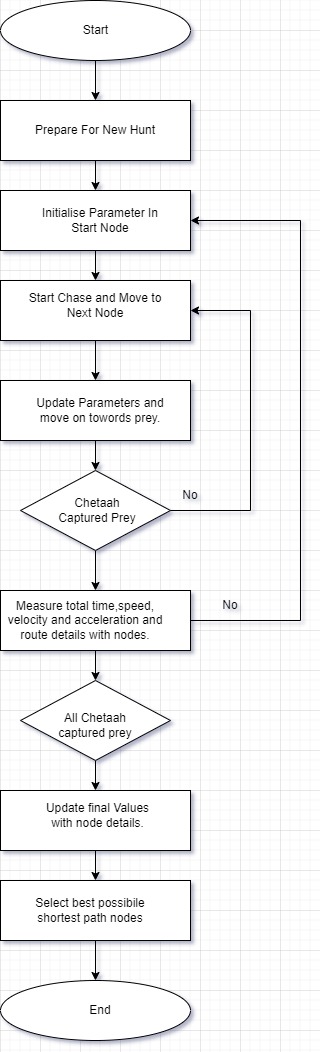 Start
Prepare For New Hunt
Initialise Parameter In
Start Node
Start Chase and Move to
Next Node
Update Parameters and
move on towords prey.
Chetaah
Captured Prey
No
Measure total time,speed,
velocity and acceleration and
route details with nodes.
No
All Chetaah
captured prey
Update final Values
with node details.
Select best possibile
shortest path nodes
End